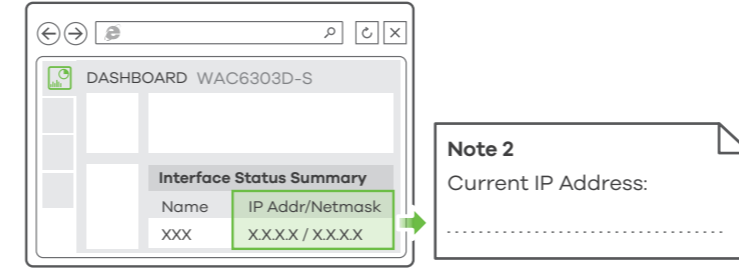 DASHBOARD WAC6303D-S
Interface Status Summary
Name IP Addr/Netmask
XXX X.X.X.X / X.X.X.X
Note 2
Current IP Address: